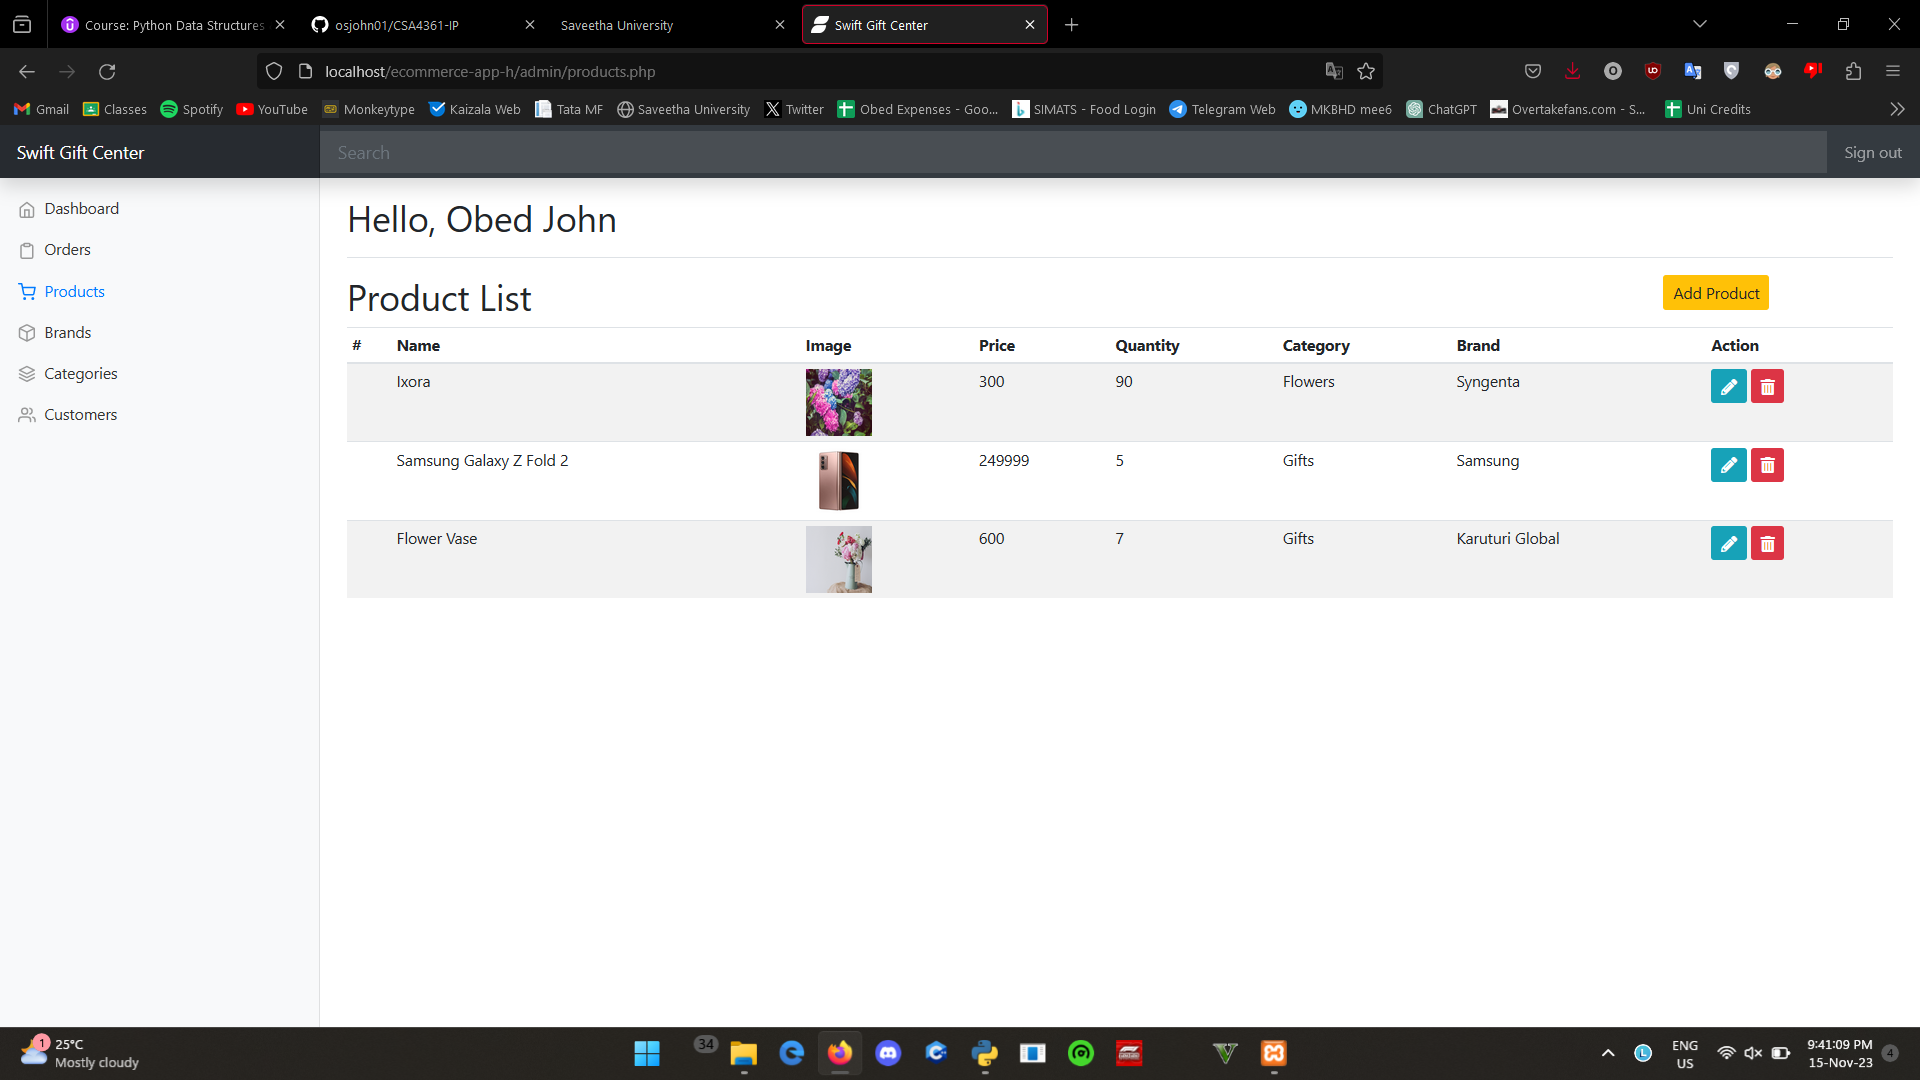 Course: Python Data Structures
osjohn01/CSA4361-IP
Saveetha University
Swift Gift Center
localhost/ecommerce-app-h/admin/products.php
Gmail Classes Spotify YouTube Monkeytype Kaizala Web Tata MF Saveetha University Twitter Obed Expenses - Goo... SIMATS - Food Login Telegram Web MKBHD mee6 ChatGPT Overtakefans.com - S... Uni Credits
Swift Gift Center Search Sign out
Dashboard
Orders
Products
Brands
Categories
Customers
Hello, Obed John
Product List Add Product
# Name Image Price Quantity Category Brand Action
Ixora 300 90 Flowers Syngenta
Samsung Galaxy Z Fold 2 249999 5 Gifts Samsung
Flower Vase 600 7 Gifts Karuturi Global
1 25°C
Mostly cloudy
34
ENG
US
9:41:09 PM
15-Nov-23
4